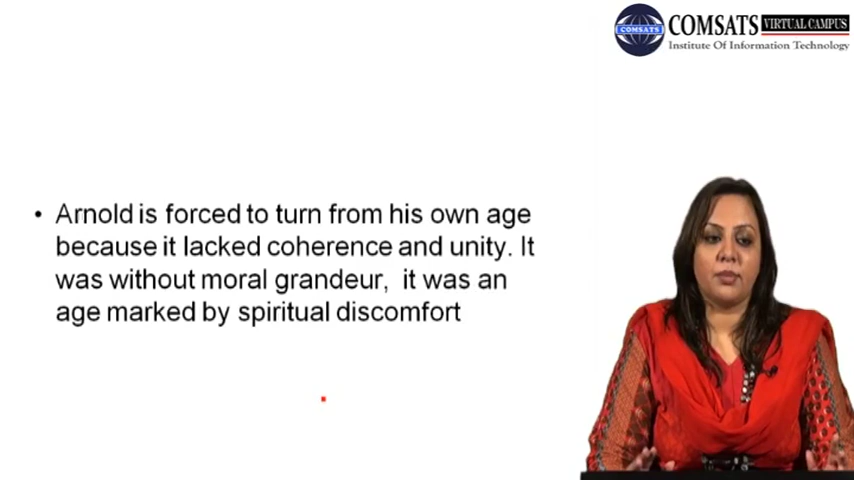 COMSATS VIRTUAL CAMPUS
Institute Of Information Technology
COMSATS
• Arnold is forced to turn from his own age
because it lacked coherence and unity. It
was without moral grandeur, it was an
age marked by spiritual discomfort